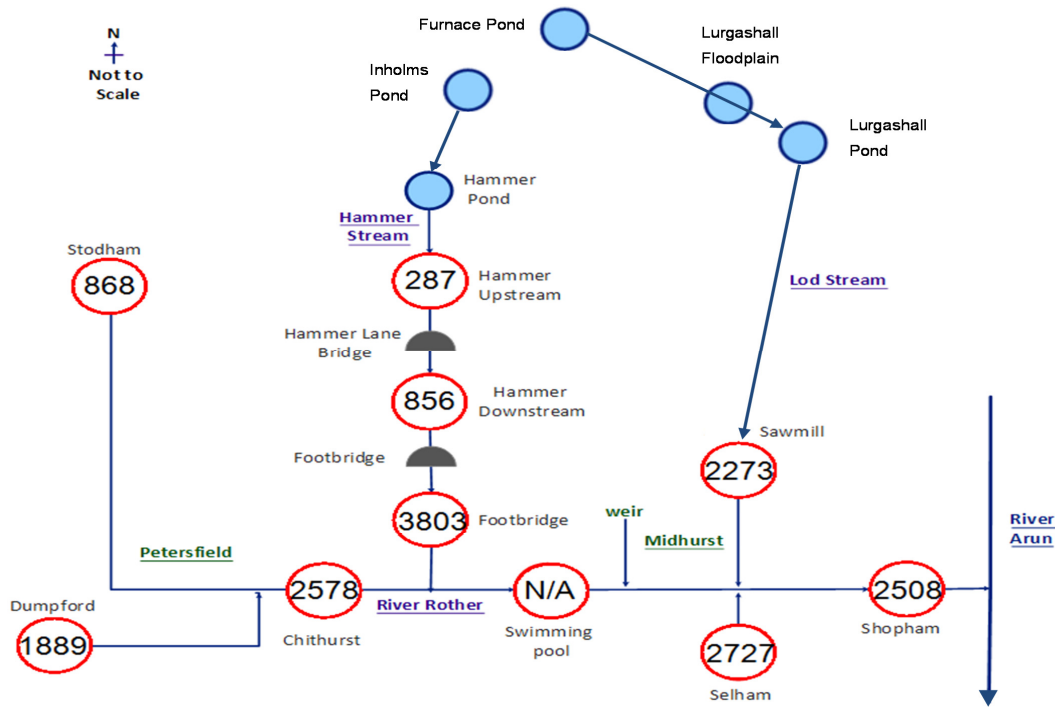 Furnace Pond
Lurgashall
Floodplain
N
Not to
Scale
Inholms
Pond
Lurgashall
Pond
Hammer
Pond
Hammer
Stream
Stodham
868
287
Hammer
Upstream
Lod Stream
Hammer Lane
Bridge
856
Hammer
Downstream
Sawmill
2273
Footbridge
3803
Footbridge
weir
Midhurst
River
Arun
Petersfield
2578
River Rother
N/A
2508
Dumpford
1889
Chithurst
Swimming
pool
Shopham
2727
Selham